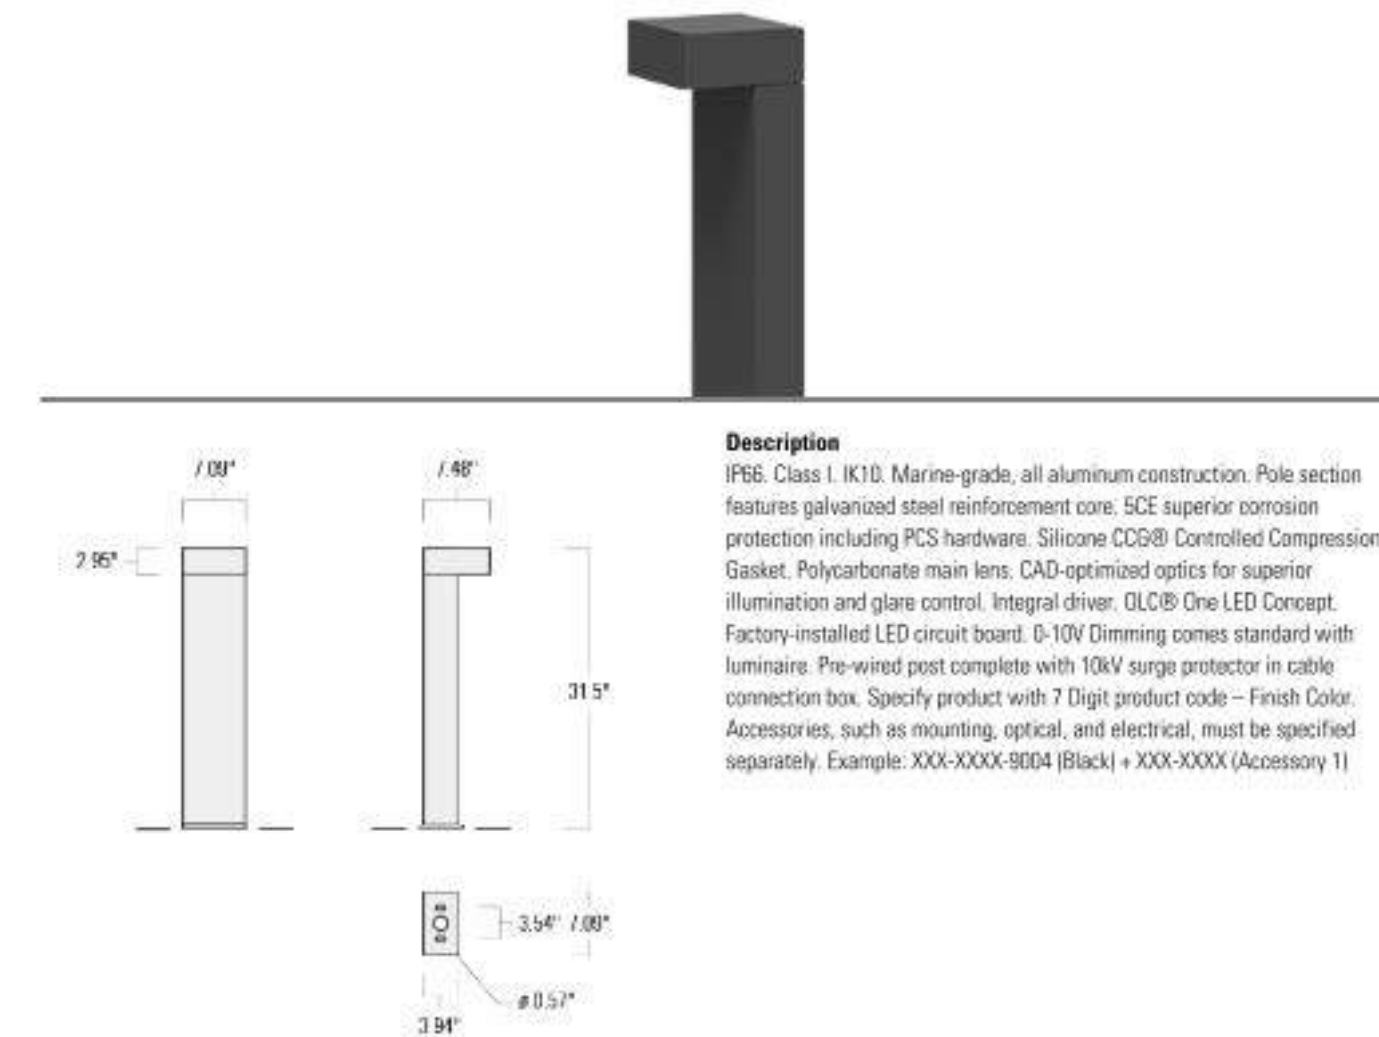 7.09"
7.48"
2.95"
31.5"
3.54" 7.09"
ø 0.57"
3.94"
Description
IP66. Class I. IK10. Marine-grade, all aluminum construction. Pole section
features galvanized steel reinforcement core. 5CE superior corrosion
protection including PCS hardware. Silicone CCG® Controlled Compression
Gasket. Polycarbonate main lens. CAD-optimized optics for superior
illumination and glare control. Integral driver. OLC® One LED Concept.
Factory-installed LED circuit board. 0-10V Dimming comes standard with
luminaire. Pre-wired post complete with 10kV surge protector in cable
connection box. Specify product with 7 Digit product code – Finish Color.
Accessories, such as mounting, optical, and electrical, must be specified
separately. Example: XXX-XXXX-9004 (Black) + XXX-XXXX (Accessory 1)